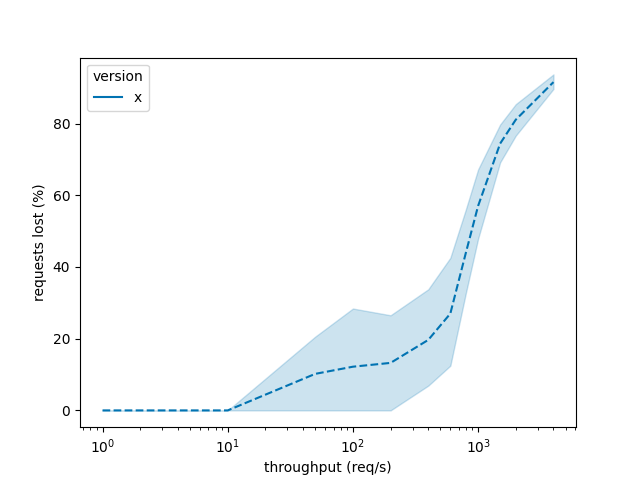 version
x
requests lost (%)
80
60
40
20
0
10⁰
10¹
10²
10³
throughput (req/s)